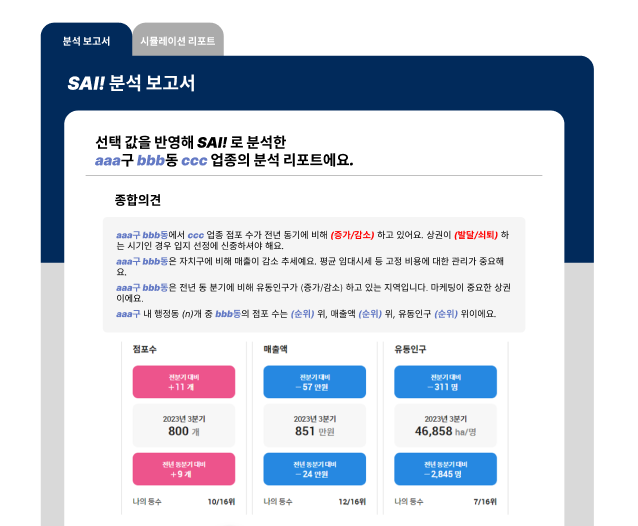 분석 보고서
시뮬레이션 리포트
SAI! 분석 보고서
선택 값을 반영해 SAI! 로 분석한
aaa구 bbb동 ccc 업종의 분석 리포트에요.
종합의견
aaa구 bbb동에서 ccc 업종 점포 수가 전년 동기에 비해 (증가/감소) 하고 있어요. 상권이 (발달/쇠퇴) 하
는 시기인 경우 입지 선정에 신중하셔야 해요.
aaa구 bbb동은 자치구에 비해 매출이 감소 추세예요. 평균 임대시세 등 고정 비용에 대한 관리가 중요해
요.
aaa구 bbb동은 전년 동 분기에 비해 유동인구가 (증가/감소) 하고 있는 지역입니다. 마케팅이 중요한 상권
이에요.
aaa구 내 행정동 (n)개 중 bbb동의 점포 수는 (순위) 위, 매출액 (순위) 위, 유동인구 (순위) 위이에요.
점포수 매출액 유동인구
전분기 대비 전분기 대비 전분기 대비
+11 개 -57 만원 -311 명
2023년 3분기 2023년 3분기 2023년 3분기
800 개 851 만원 46,858 ha/명
전년 동분기 대비 전년 동분기 대비 전년 동분기 대비
+9 개 -24 만원 -2,845 명
나의 등수 10/16위 나의 등수 12/16위 나의 등수 7/16위